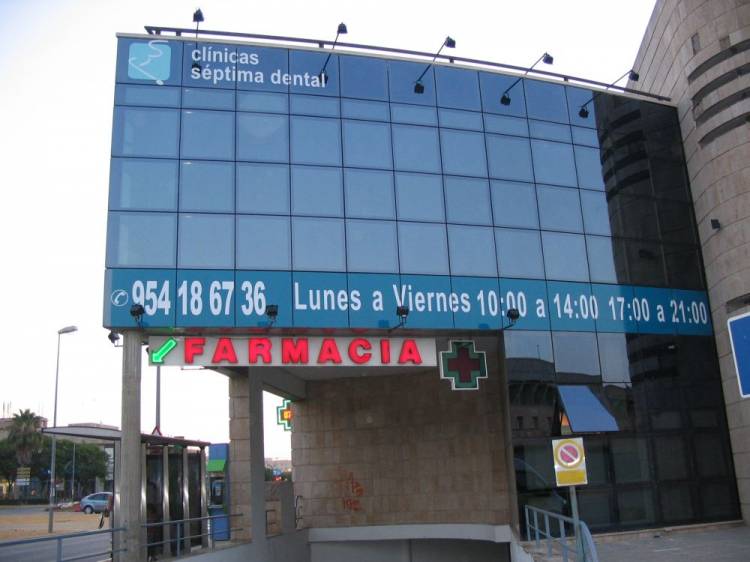 clínicas
séptima dental
954 18 67 36 Lunes a Viernes 10:00 a 14:00 17:00 a 21:00
FARMACIA